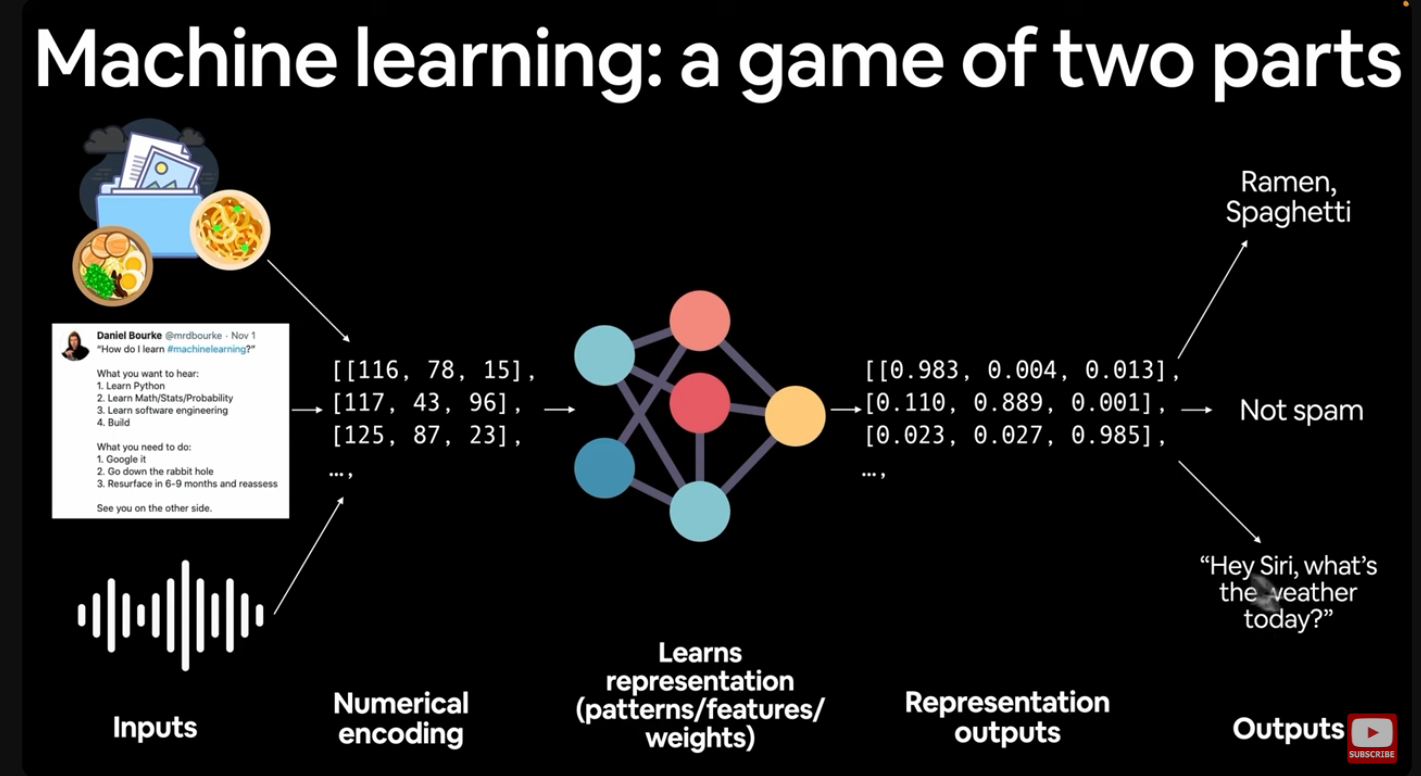 Machine learning: a game of two parts
Daniel Bourke @mrdbourke · Nov 1
“How do I learn #machinelearning?”
What you want to hear:
1. Learn Python
2. Learn Math/Stats/Probability
3. Learn software engineering
4. Build
What you need to do:
1. Google it
2. Go down the rabbit hole
3. Resurface in 6-9 months and reassess
See you on the other side.
Inputs
[[116, 78, 15],
[117, 43, 96],
[125, 87, 23],
…,
Numerical
encoding
Learns
representation
(patterns/features/
weights)
[[0.983, 0.004, 0.013],
[0.110, 0.889, 0.001],
[0.023, 0.027, 0.985],
…,
Representation
outputs
Ramen,
Spaghetti
Not spam
“Hey Siri, what’s
the weather
today?”
Outputs
SUBSCRIBE